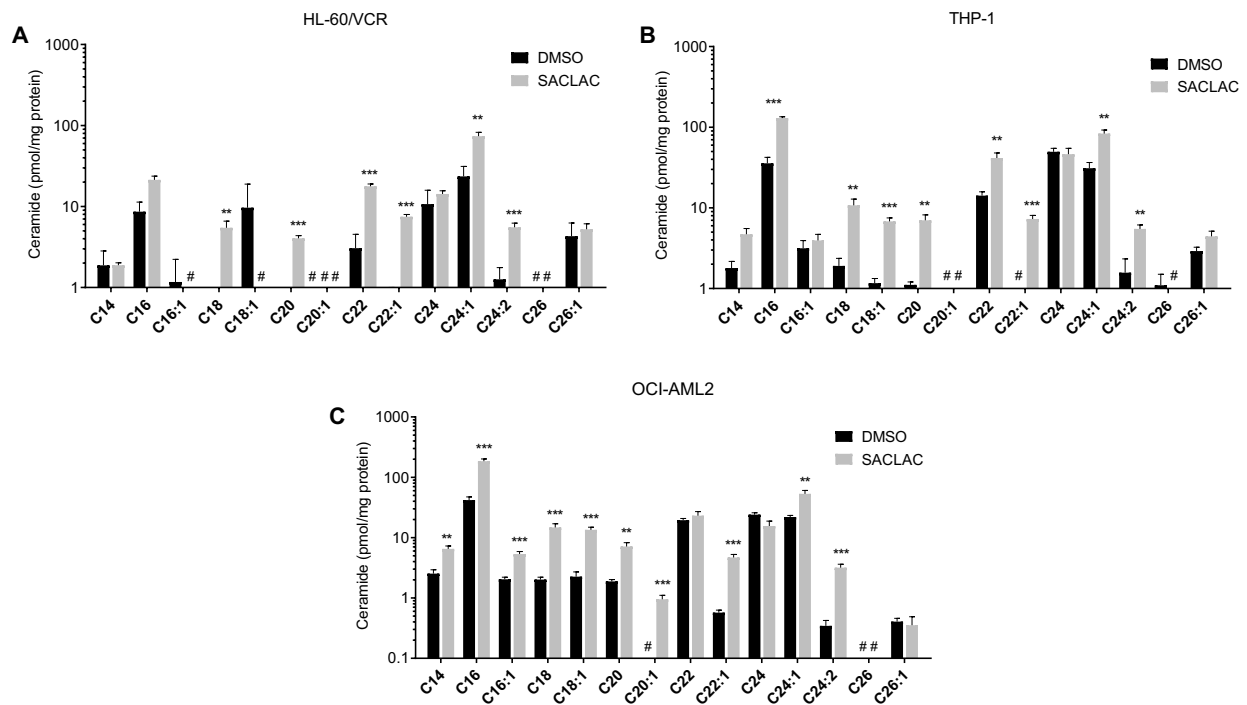 HL-60/VCR
A
Ceramide (pmol/mg protein)
1000
100
10
1
DMSO
SACLAC
# ** # *** # # # *** *** ** *** # #
C14 C16 C16:1 C18 C18:1 C20 C20:1 C22 C22:1 C24 C24:1 C24:2 C26 C26:1
THP-1
B
Ceramide (pmol/mg protein)
1000
100
10
1
DMSO
SACLAC
*** ** *** ** # # ** # *** ** ** #
C14 C16 C16:1 C18 C18:1 C20 C20:1 C22 C22:1 C24 C24:1 C24:2 C26 C26:1
OCI-AML2
C
Ceramide (pmol/mg protein)
1000
100
10
1
0.1
DMSO
SACLAC
** *** *** *** *** ** # *** *** ** *** # #
C14 C16 C16:1 C18 C18:1 C20 C20:1 C22 C22:1 C24 C24:1 C24:2 C26 C26:1